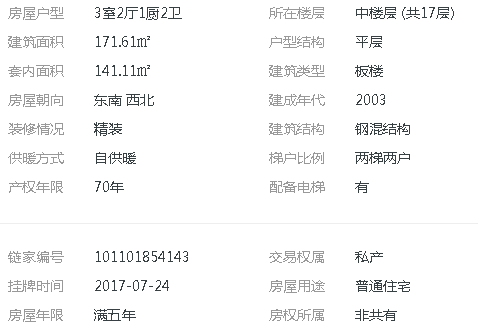 房屋户型 3室2厅1厨2卫 所在楼层 中楼层 (共17层)
建筑面积 171.61㎡ 户型结构 平层
套内面积 141.11㎡ 建筑类型 板楼
房屋朝向 东南 西北 建成年代 2003
装修情况 精装 建筑结构 钢混结构
供暖方式 自供暖 梯户比例 两梯两户
产权年限 70年 配备电梯 有
链家编号 101101854143 交易权属 私产
挂牌时间 2017-07-24 房屋用途 普通住宅
房屋年限 满五年 房权所属 非共有